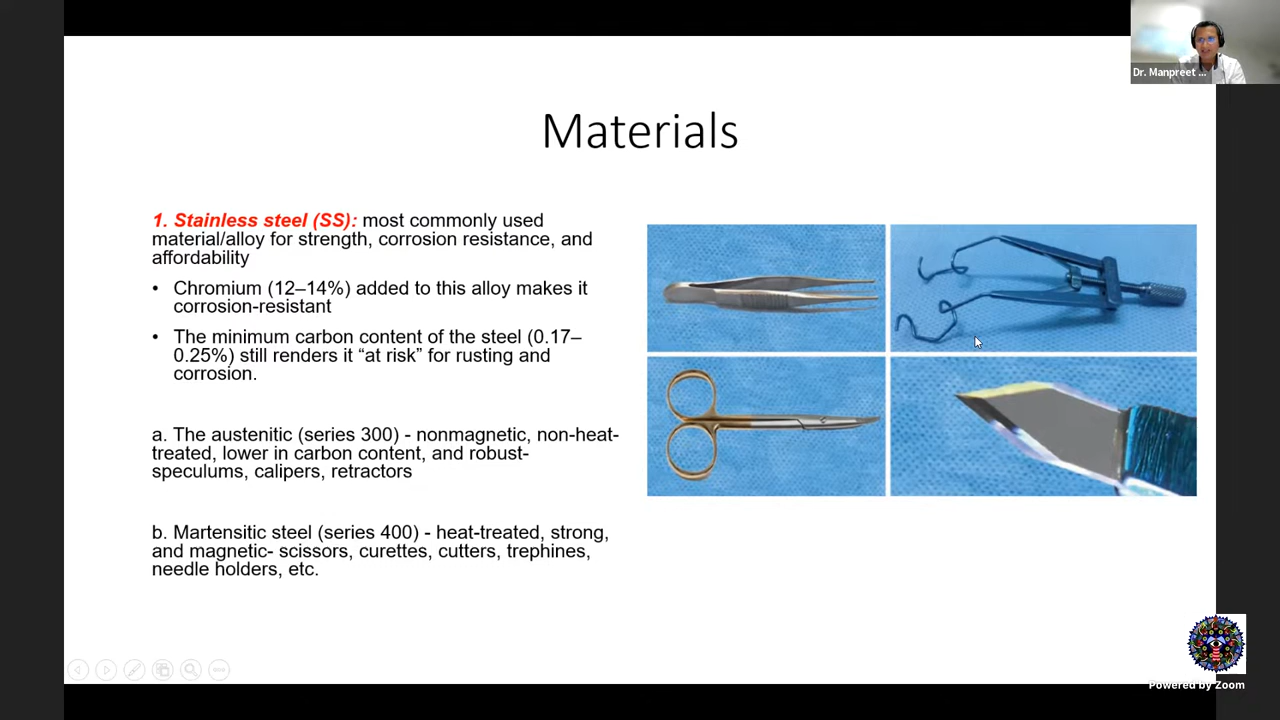 Dr. Manpreet ...
Materials
1. Stainless steel (SS): most commonly used
material/alloy for strength, corrosion resistance, and
affordability
• Chromium (12–14%) added to this alloy makes it
corrosion-resistant
• The minimum carbon content of the steel (0.17–
0.25%) still renders it “at risk” for rusting and
corrosion.
a. The austenitic (series 300) - nonmagnetic, non-heat-
treated, lower in carbon content, and robust-
speculums, calipers, retractors
b. Martensitic steel (series 400) - heat-treated, strong,
and magnetic- scissors, curettes, cutters, trephines,
needle holders, etc.
Powered by Zoom